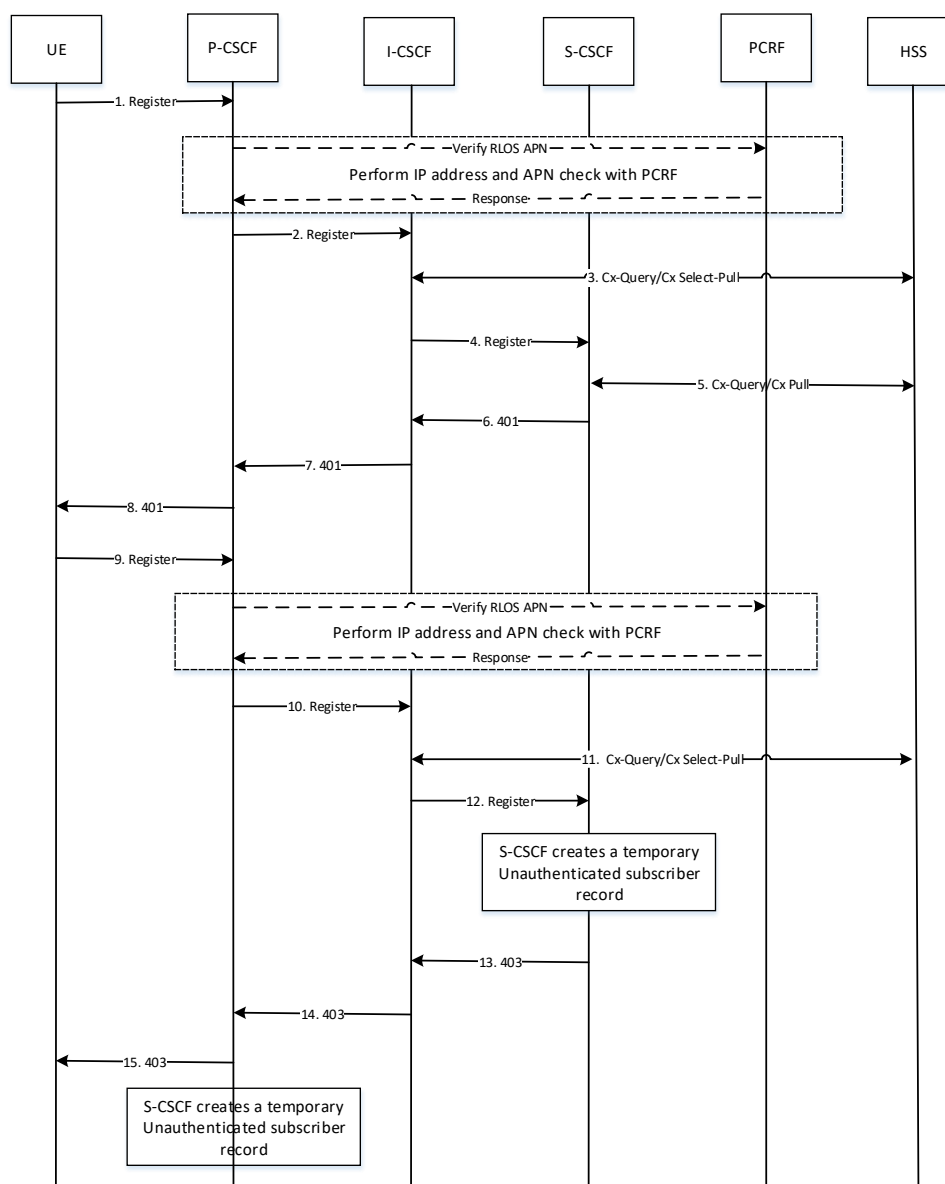 UE
P-CSCF
I-CSCF
S-CSCF
PCRF
HSS
1. Register
Verify RLOS APN
Perform IP address and APN check with PCRF
Response
2. Register
3. Cx-Query/Cx Select-Pull
4. Register
5. Cx-Query/Cx Pull
6. 401
7. 401
8. 401
9. Register
Verify RLOS APN
Perform IP address and APN check with PCRF
Response
10. Register
11. Cx-Query/Cx Select-Pull
12. Register
S-CSCF creates a temporary
Unauthenticated subscriber
record
13. 403
14. 403
15. 403
S-CSCF creates a temporary
Unauthenticated subscriber
record